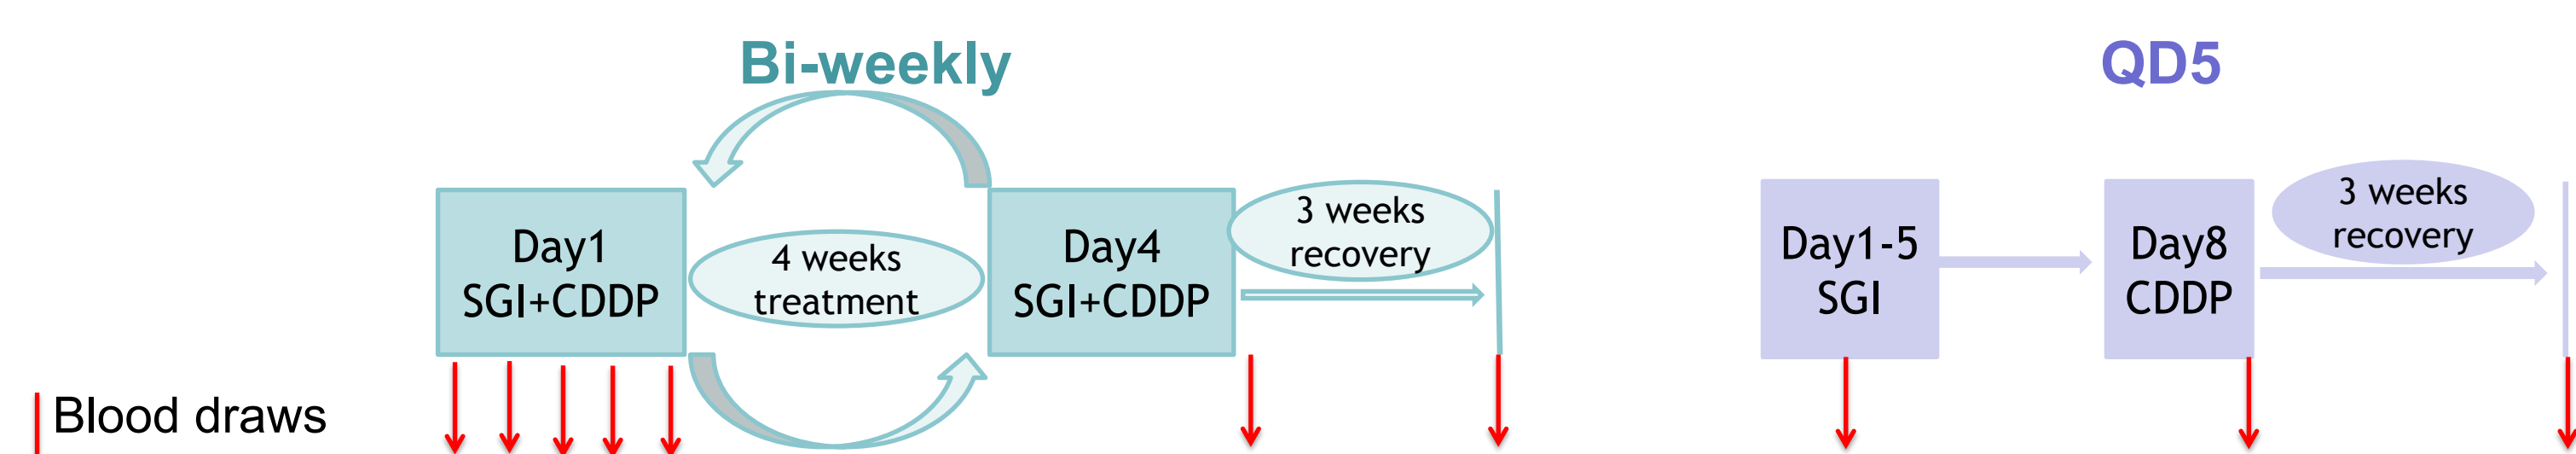 Bi-weekly
QD5
Day1
SGI+CDDP
4 weeks
treatment
Day4
SGI+CDDP
3 weeks
recovery
Day1-5
SGI
Day8
CDDP
3 weeks
recovery
Blood draws